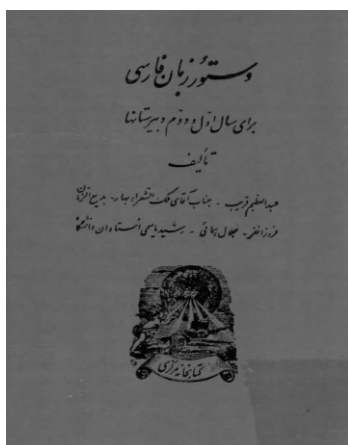 دستور زبان فارسی
برای سال اول و دوم دبیرستانها
تألیف
عبدالعظیم قریب - جناب آقای ملک الشعراء بهار - بدیع الزمان
فروزانفر - جلال همائی - رشید یاسمی استادان دانشگاه
کتابخانه مرکزی